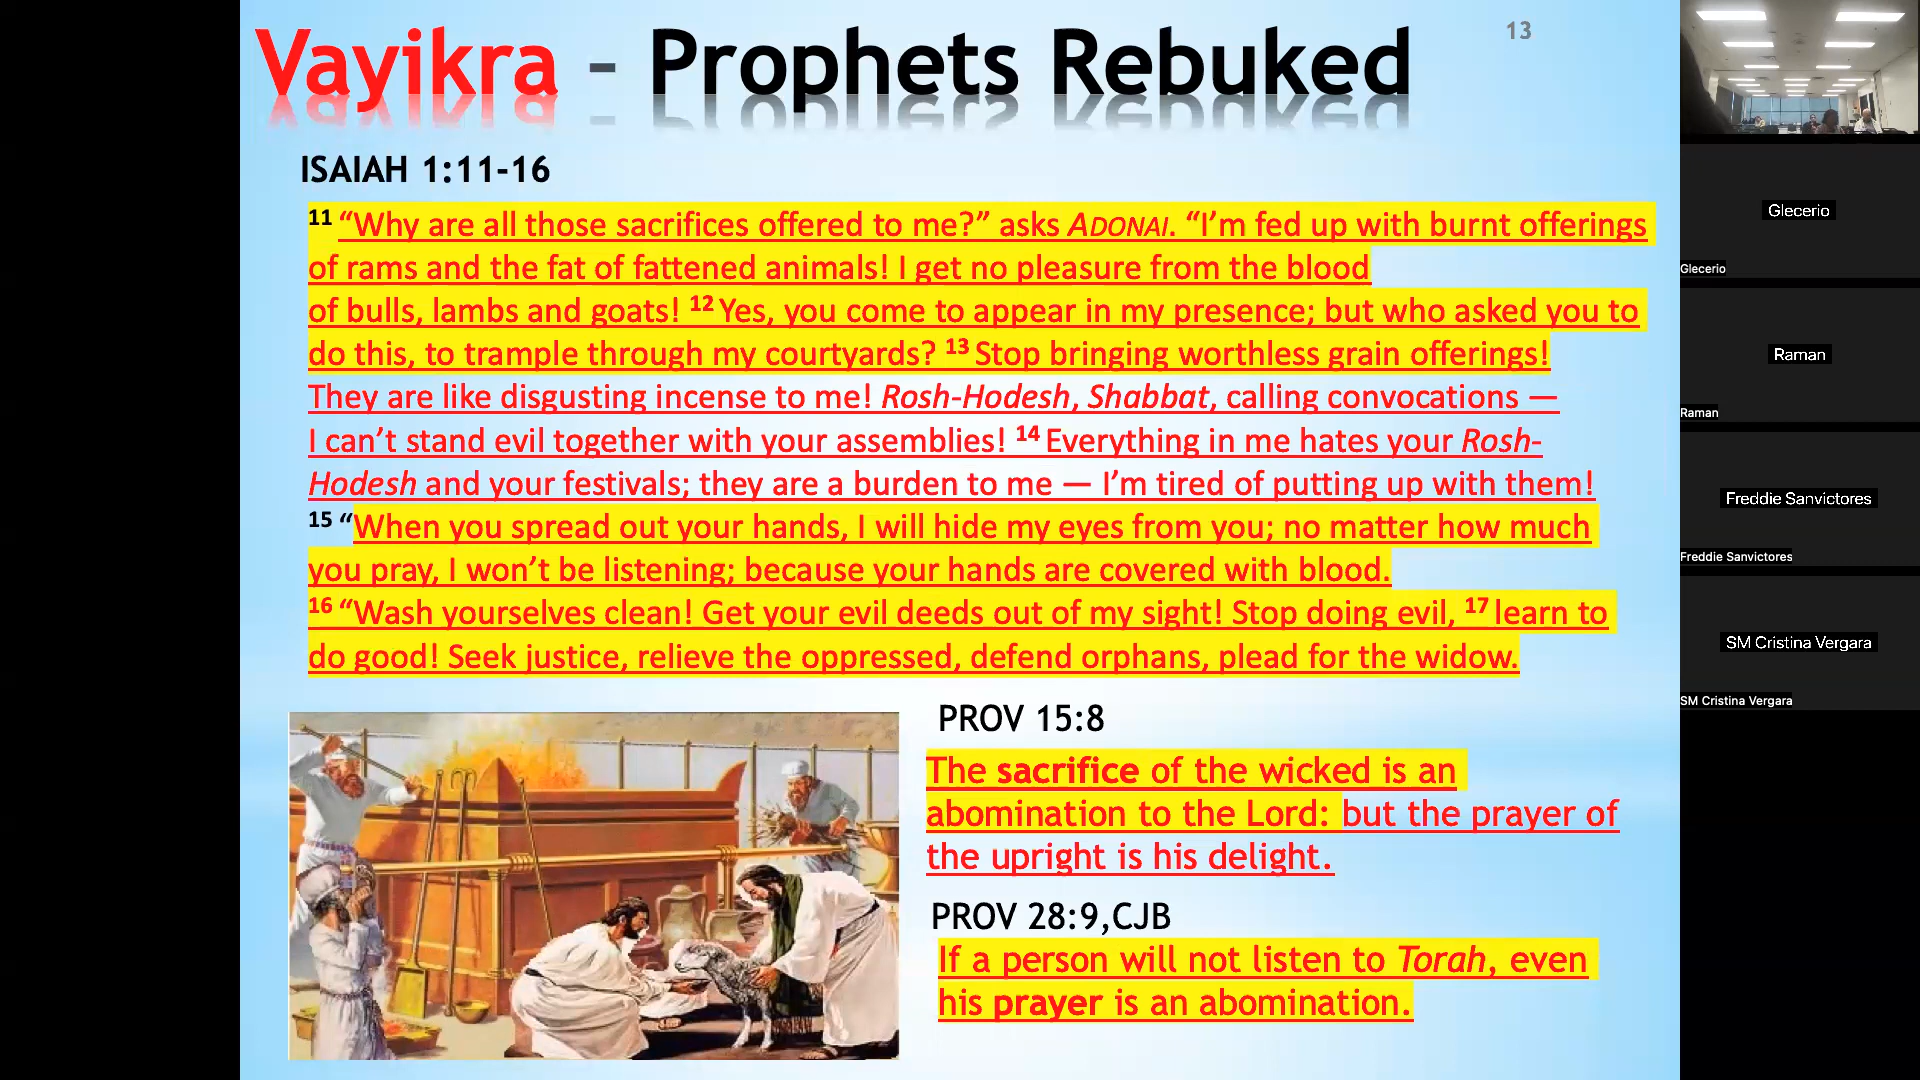 Vayikra - Prophets Rebuked
13
ISAIAH 1:11-16
11 “Why are all those sacrifices offered to me?” asks ADONAI. “I’m fed up with burnt offerings
of rams and the fat of fattened animals! I get no pleasure from the blood
of bulls, lambs and goats! 12 Yes, you come to appear in my presence; but who asked you to
do this, to trample through my courtyards? 13 Stop bringing worthless grain offerings!
They are like disgusting incense to me! Rosh-Hodesh, Shabbat, calling convocations —
I can’t stand evil together with your assemblies! 14 Everything in me hates your Rosh-
Hodesh and your festivals; they are a burden to me — I’m tired of putting up with them!
15 “When you spread out your hands, I will hide my eyes from you; no matter how much
you pray, I won’t be listening; because your hands are covered with blood.
16 “Wash yourselves clean! Get your evil deeds out of my sight! Stop doing evil, 17 learn to
do good! Seek justice, relieve the oppressed, defend orphans, plead for the widow.
PROV 15:8
The sacrifice of the wicked is an
abomination to the Lord: but the prayer of
the upright is his delight.
PROV 28:9,CJB
If a person will not listen to Torah, even
his prayer is an abomination.
Glecerio
Glecerio
Raman
Raman
Freddie Sanvictores
Freddie Sanvictores
SM Cristina Vergara
SM Cristina Vergara